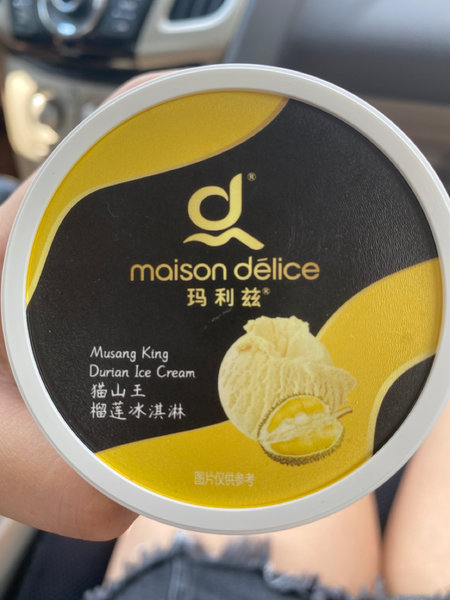 d®
maison délice
玛利兹®
Musang King
Durian Ice Cream
猫山王
榴莲冰淇淋
图片仅供参考